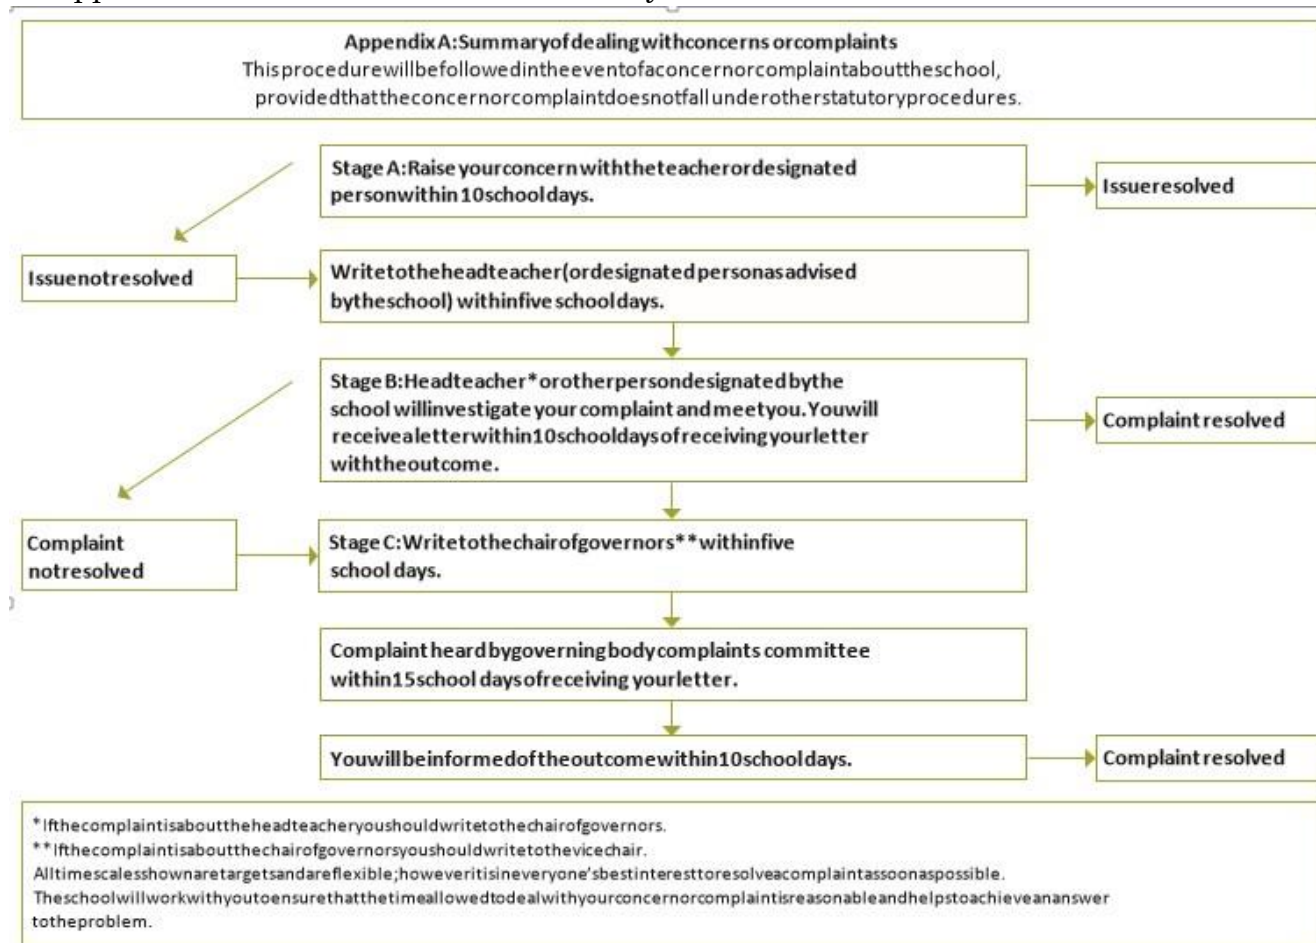 Appendix A: Summary of dealing with concerns or complaints
This procedure will be followed in the event of a concern or complaint about the school,
provided that the concern or complaint does not fall under other statutory procedures.
Stage A: Raise your concern with the teacher or designated
person within 10 school days.
Issue resolved
Issue not resolved
Write to the headteacher (or designated person as advised
by the school) within five school days.
Stage B: Headteacher* or other person designated by the
school will investigate your complaint and meet you. You will
receive a letter within 10 school days of receiving your letter
with the outcome.
Complaint resolved
Complaint
not resolved
Stage C: Write to the chair of governors** within five
school days.
Complaint heard by governing body complaints committee
within 15 school days of receiving your letter.
You will be informed of the outcome within 10 school days.
Complaint resolved
* If the complaint is about the headteacher you should write to the chair of governors.
** If the complaint is about the chair of governors you should write to the vice chair.
All timescales shown are targets and are flexible; however it is in everyone's best interest to resolve a complaint as soon as possible.
The school will work with you to ensure that the time allowed to deal with your concern or complaint is reasonable and helps to achieve an answer
to the problem.